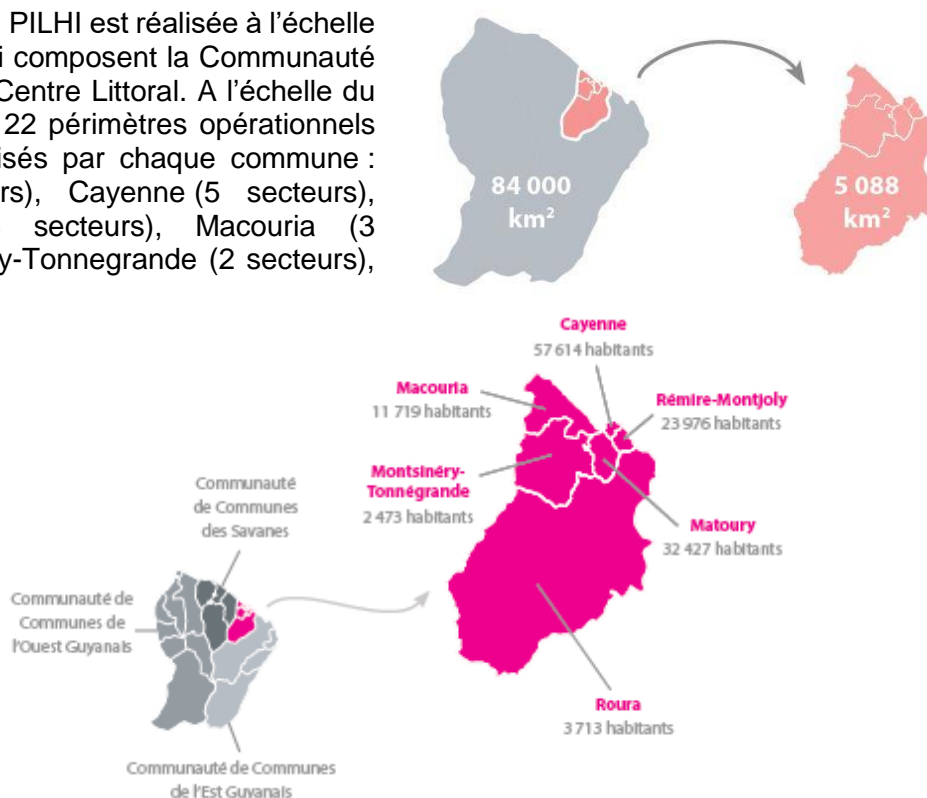 PILHI est réalisée à l'échelle
i composent la Communauté
Centre Littoral. A l'échelle du
22 périmètres opérationnels
isés par chaque commune :
rs), Cayenne (5 secteurs),
secteurs), Macouria (3
y-Tonnegrande (2 secteurs),
84 000
km²
5 088
km²
Cayenne
57 614 habitants
Macouria
11 719 habitants
Rémire-Montjoly
23 976 habitants
Montsinéry-
Tonnégrande
2 473 habitants
Matoury
32 427 habitants
Communauté
de Communes
des Savanes
Communauté de
Communes de
l'Ouest Guyanais
Roura
3 713 habitants
Communauté de Communes
de l'Est Guyanais